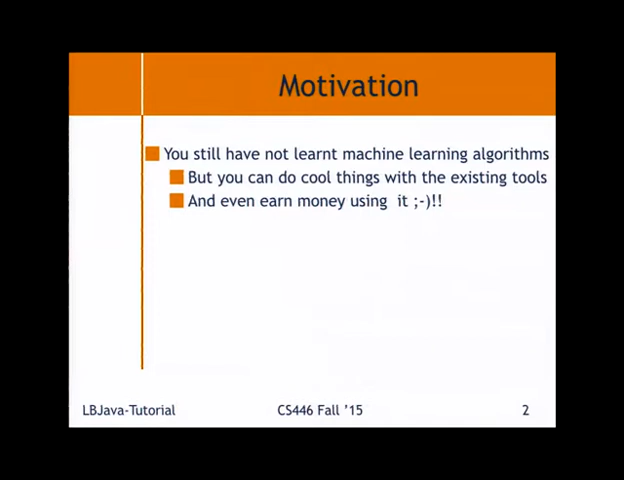 Motivation
You still have not learnt machine learning algorithms
But you can do cool things with the existing tools
And even earn money using it ;-)!!
LBJava-Tutorial CS446 Fall '15 2